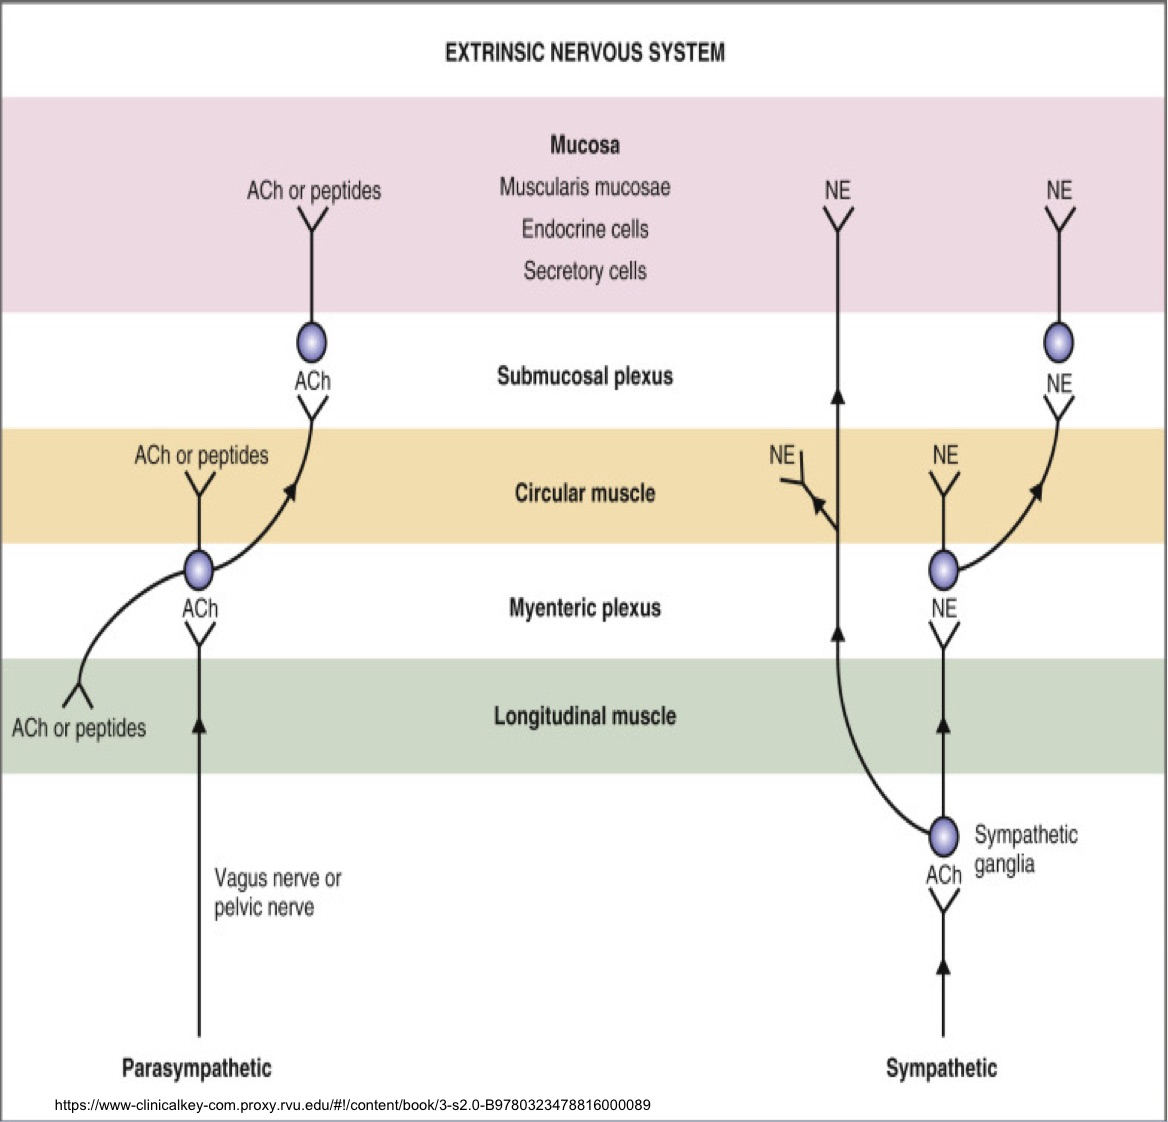 EXTRINSIC NERVOUS SYSTEM
Mucosa
ACh or peptides
Muscularis mucosae
NE
NE
Endocrine cells
Secretory cells
ACh
Submucosal plexus
NE
ACh or peptides
NE
NE
Circular muscle
ACh
Myenteric plexus
NE
ACh or peptides
Longitudinal muscle
Sympathetic
ganglia
ACh
Vagus nerve or
pelvic nerve
Parasympathetic
Sympathetic
https://www-clinicalkey-com.proxy.rvu.edu/#!/content/book/3-s2.0-B9780323478816000089